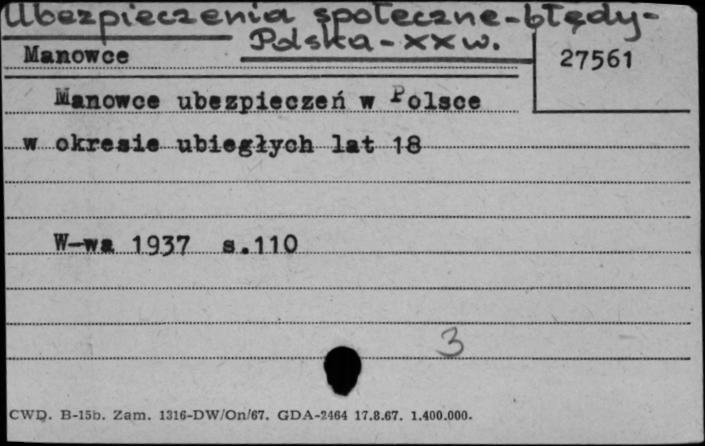 Ubezpieczenia społeczne-błędy-
Polska-XXw.
Manowce
27561
Manowce ubezpieczeń w Polsce
w okresie ubiegłych lat 18
W-wa 1937 s.110
3
CWD. B-15b. Zam. 1316-DW/On/67. GDA-2464 17.8.67. 1.400.000.